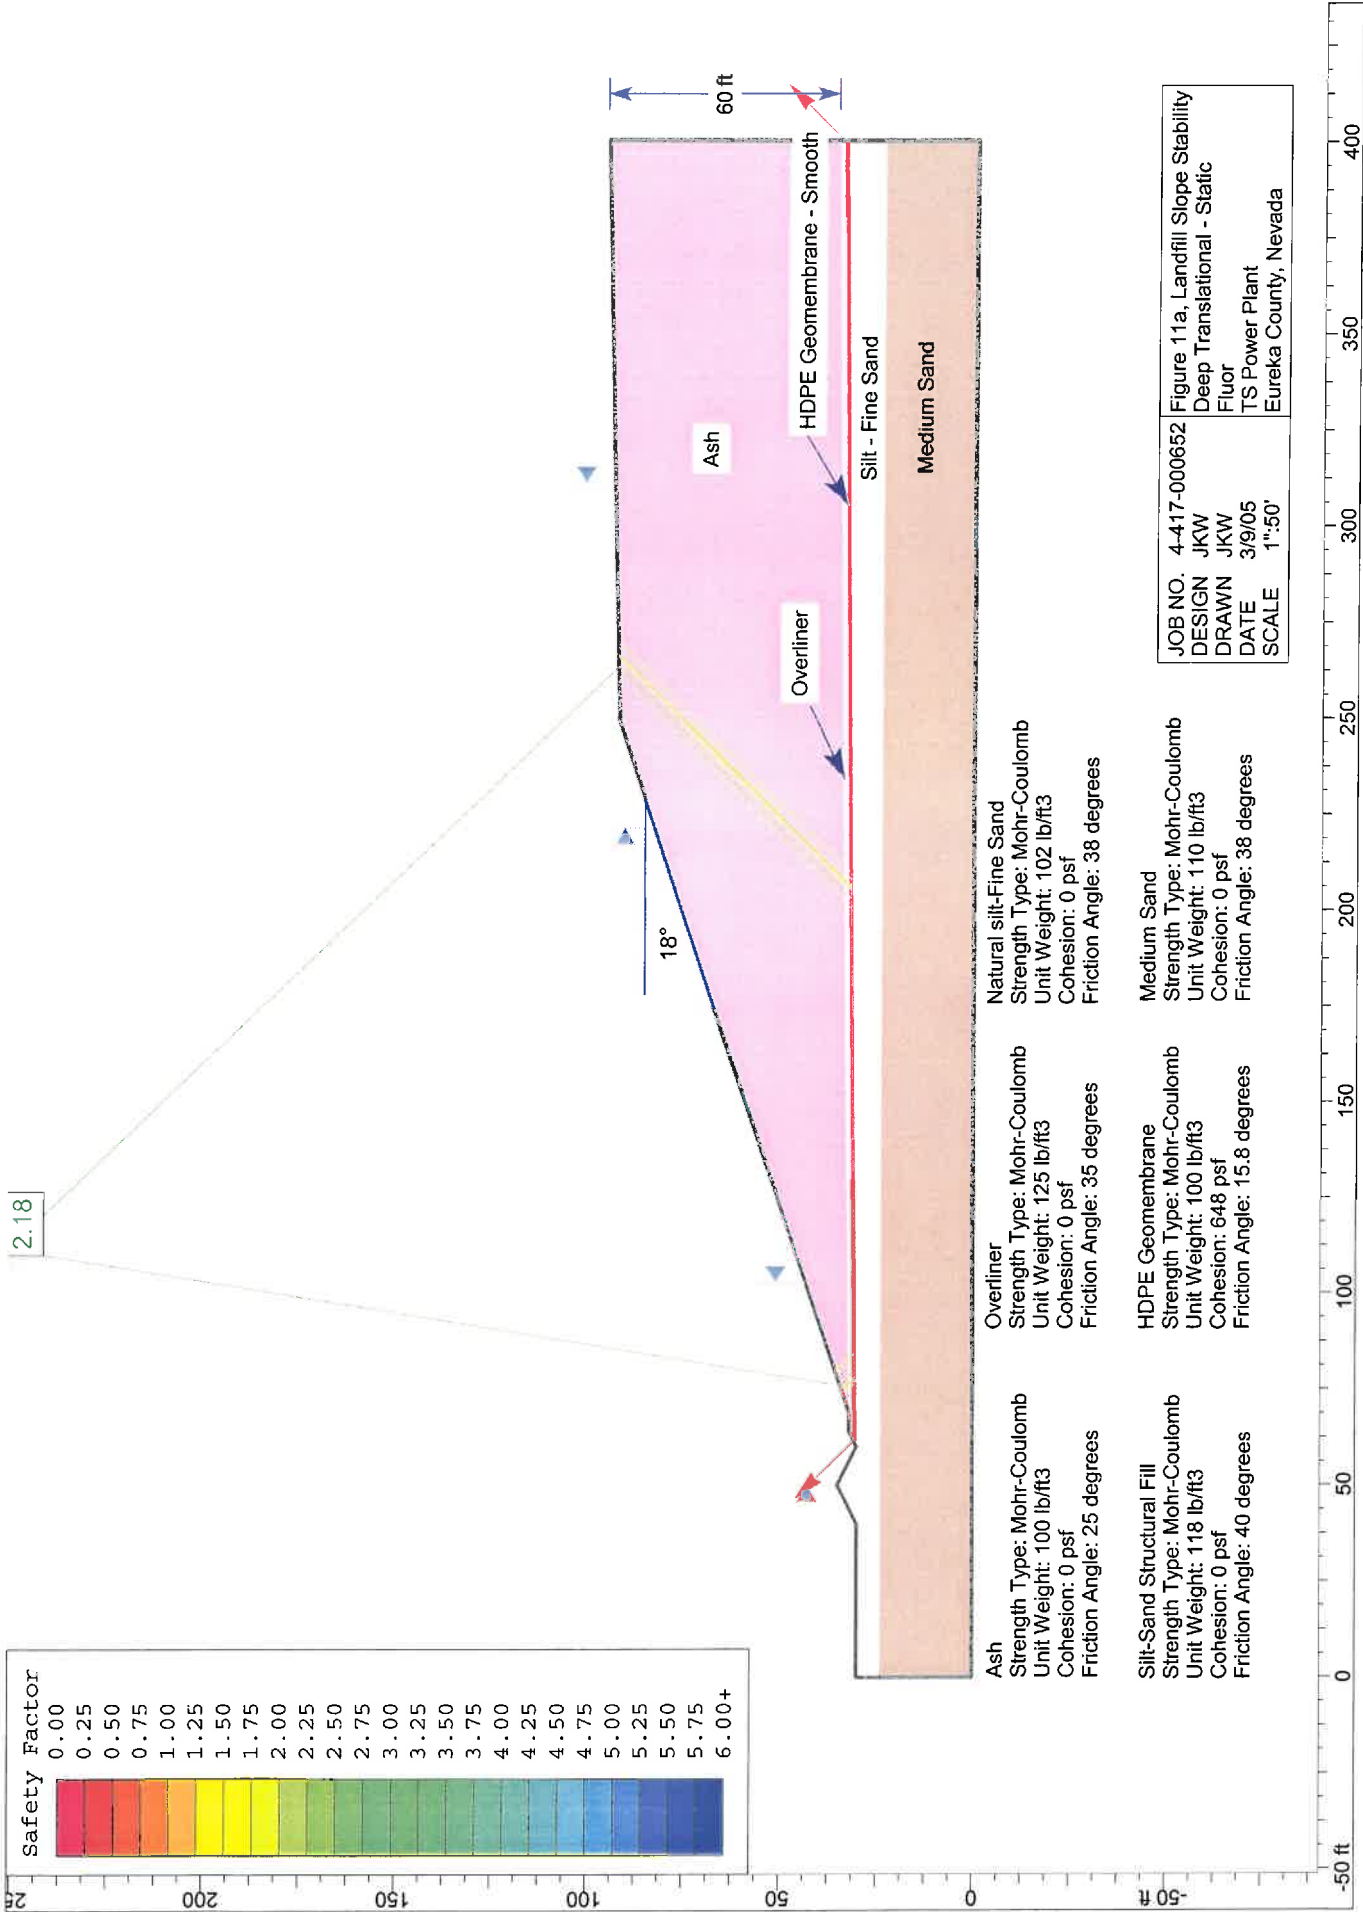 Safety Factor
0.00
0.25
0.50
0.75
1.00
1.25
1.50
1.75
2.00
2.25
2.50
2.75
3.00
3.25
3.50
3.75
4.00
4.25
4.50
4.75
5.00
5.25
5.50
5.75
6.00+
2.18
18°
60 ft
Ash
HDPE Geomembrane - Smooth
Overliner
Silt - Fine Sand
Medium Sand
Ash
Strength Type: Mohr-Coulomb
Unit Weight: 100 lb/ft3
Cohesion: 0 psf
Friction Angle: 25 degrees
Overliner
Strength Type: Mohr-Coulomb
Unit Weight: 125 lb/ft3
Cohesion: 0 psf
Friction Angle: 35 degrees
Natural silt-Fine Sand
Strength Type: Mohr-Coulomb
Unit Weight: 102 lb/ft3
Cohesion: 0 psf
Friction Angle: 38 degrees
Silt-Sand Structural Fill
Strength Type: Mohr-Coulomb
Unit Weight: 118 lb/ft3
Cohesion: 0 psf
Friction Angle: 40 degrees
HDPE Geomembrane
Strength Type: Mohr-Coulomb
Unit Weight: 100 lb/ft3
Cohesion: 648 psf
Friction Angle: 15.8 degrees
Medium Sand
Strength Type: Mohr-Coulomb
Unit Weight: 110 lb/ft3
Cohesion: 0 psf
Friction Angle: 38 degrees
JOB NO. 4-417-000652
DESIGN JKW
DRAWN JKW
DATE 3/9/05
SCALE 1":50'
Figure 11a, Landfill Slope Stability
Deep Translational - Static
Fluor
TS Power Plant
Eureka County, Nevada
200
150
100
50
0
-50 ft
-50 ft
0
50
100
150
200
250
300
350
400